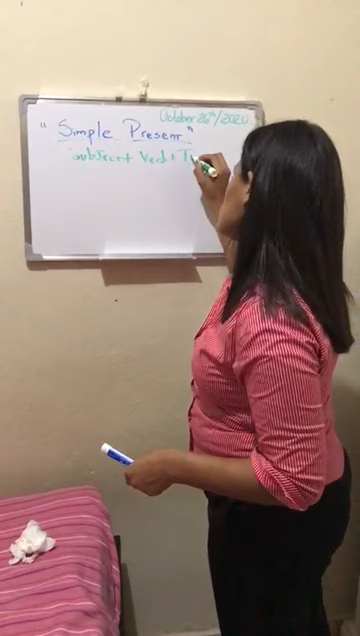 October 26th/2020
"Simple Present"
subject + Verb + T